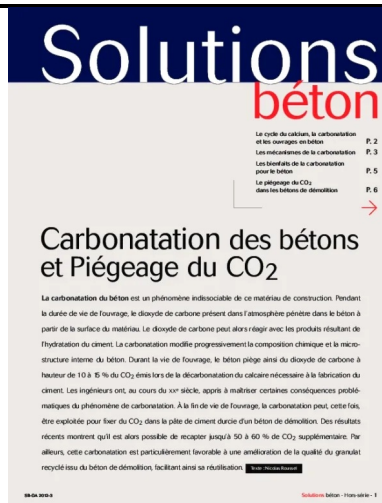 Solutions
béton
Le cycle du calcium, la carbonatation
et les ouvrages en béton P. 2
Les mécanismes de la carbonatation P. 3
Les bienfaits de la carbonatation
pour le béton P. 5
Le piégeage du CO2
dans les bétons de démolition P. 6
Carbonatation des bétons
et Piégeage du CO2
La carbonatation du béton est un phénomène indissociable de ce matériau de construction. Pendant
la durée de vie de l'ouvrage, le dioxyde de carbone présent dans l'atmosphère pénètre dans le béton à
partir de la surface du matériau. Le dioxyde de carbone peut alors réagir avec les produits résultant de
l'hydratation du ciment. La carbonatation modifie progressivement la composition chimique et la micro-
structure interne du béton. Durant la vie de l'ouvrage, le béton piège ainsi du dioxyde de carbone à
hauteur de 10 à 15 % du CO2 émis lors de la décarbonatation du calcaire nécessaire à la fabrication du
ciment. Les ingénieurs ont, au cours du XXe siècle, appris à maîtriser certaines conséquences problé-
matiques du phénomène de carbonatation. À la fin de vie de l'ouvrage, la carbonatation peut, cette fois,
être exploitée pour fixer du CO2 dans la pâte de ciment durcie d'un béton de démolition. Des résultats
récents montrent qu'il est alors possible de recapter jusqu'à 50 à 60 % de CO2 supplémentaire. Par
ailleurs, cette carbonatation est particulièrement favorable à une amélioration de la qualité du granulat
recyclé issu du béton de démolition, facilitant ainsi sa réutilisation. Texte : Nicolas Roussel
SB-OA 2013-3 Solutions béton - Hors-série - 1